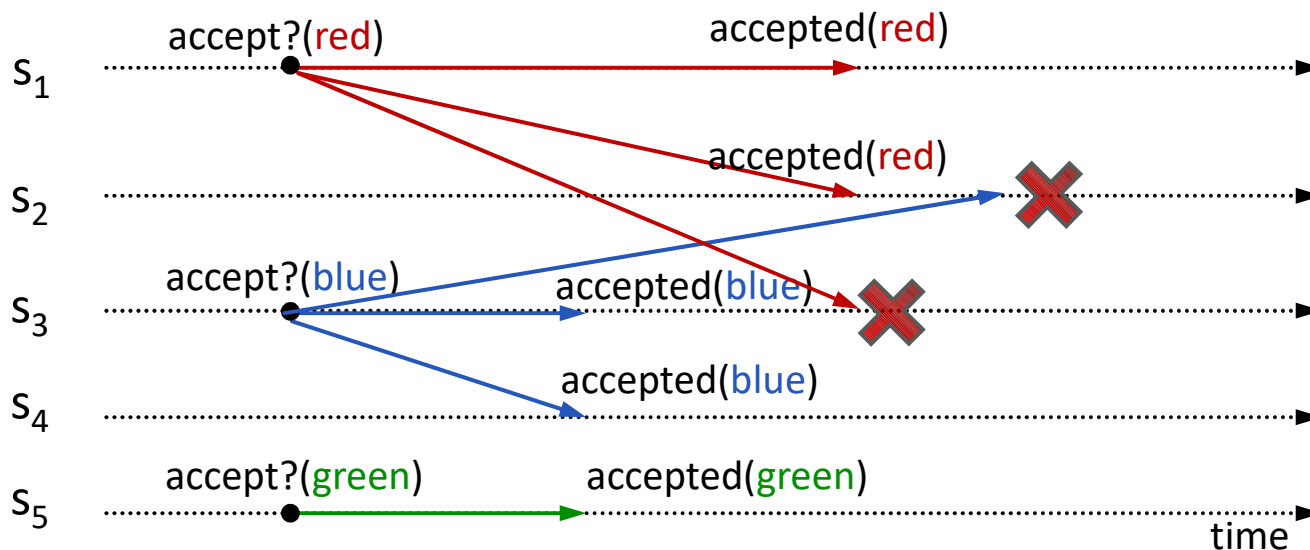 accept?(red) accepted(red)
S1
accepted(red)
S2
accept?(blue) accepted(blue)
S3
accepted(blue)
S4
accept?(green) accepted(green)
S5
time